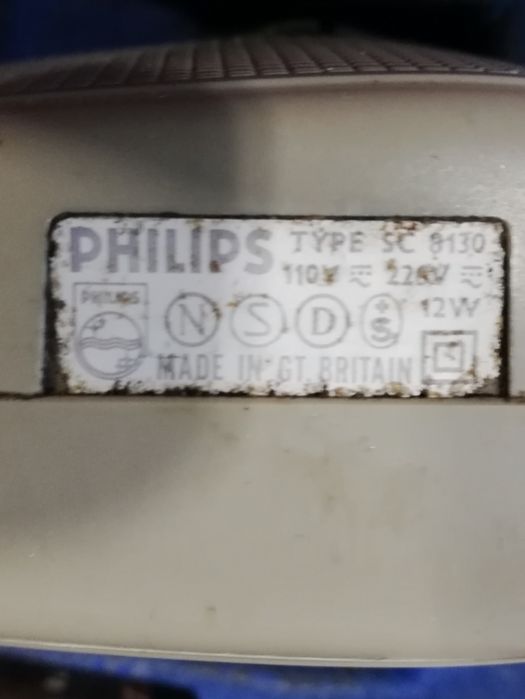 PHILIPS TYPE SC 8130
110V 220V
PHILIPS N S D S 12W
MADE IN GT. BRITAIN